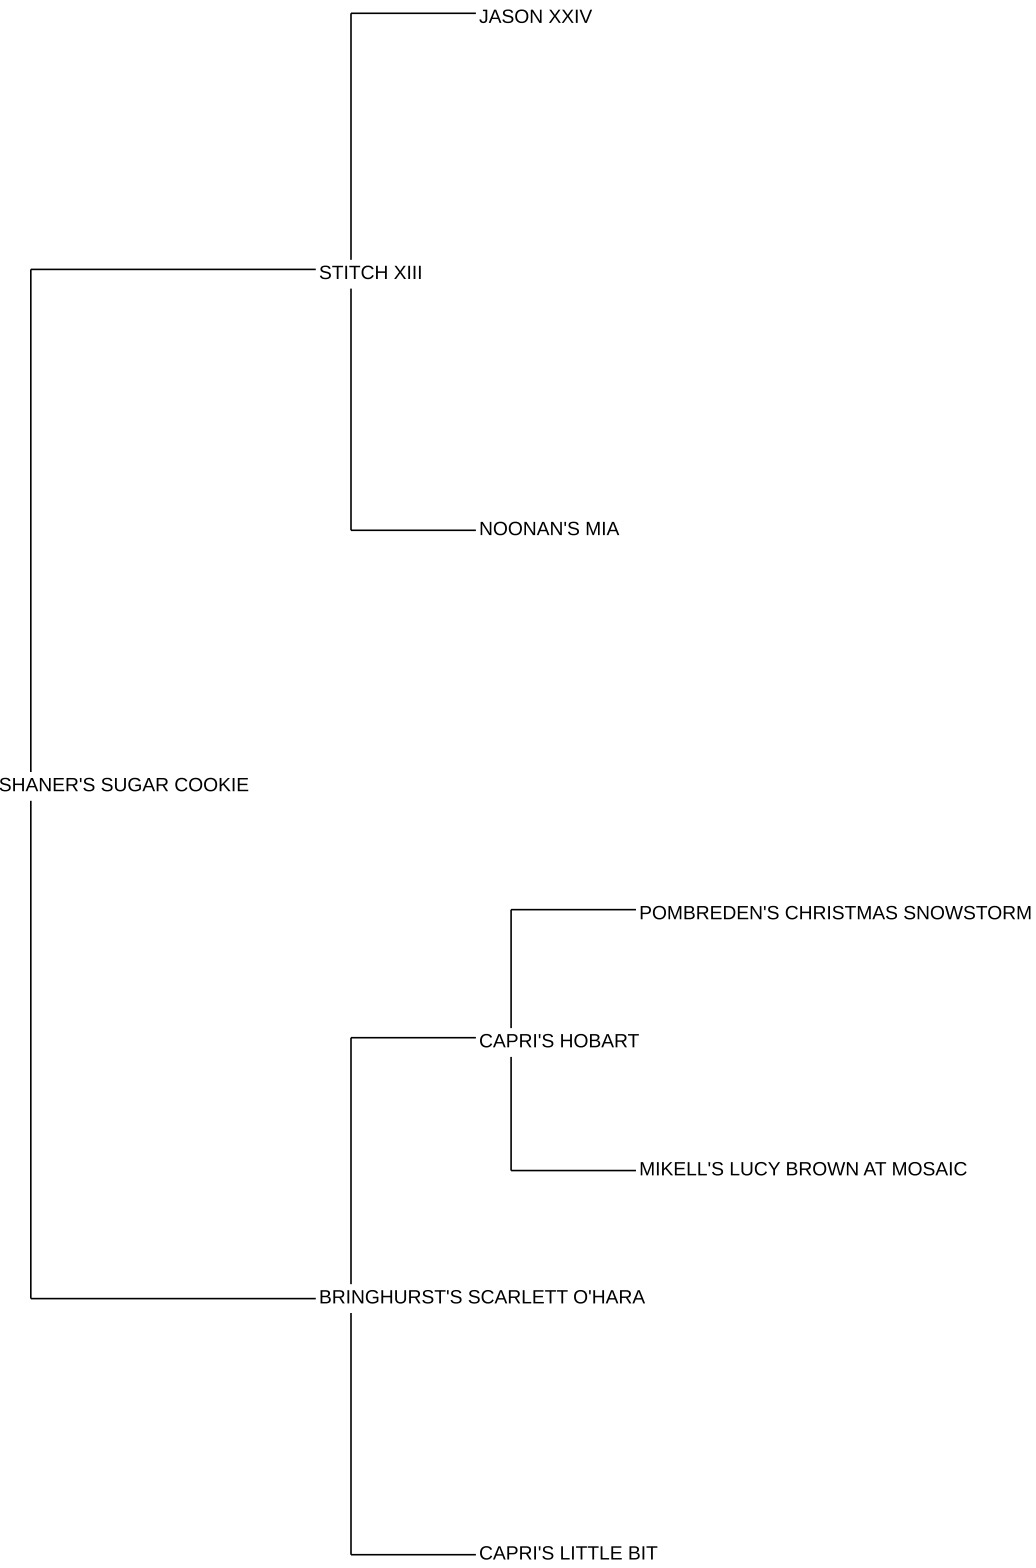 JASON XXIV
STITCH XIII
NOONAN'S MIA
SHANER'S SUGAR COOKIE
POMBREDEN'S CHRISTMAS SNOWSTORM
CAPRI'S HOBART
MIKELL'S LUCY BROWN AT MOSAIC
BRINGHURST'S SCARLETT O'HARA
CAPRI'S LITTLE BIT